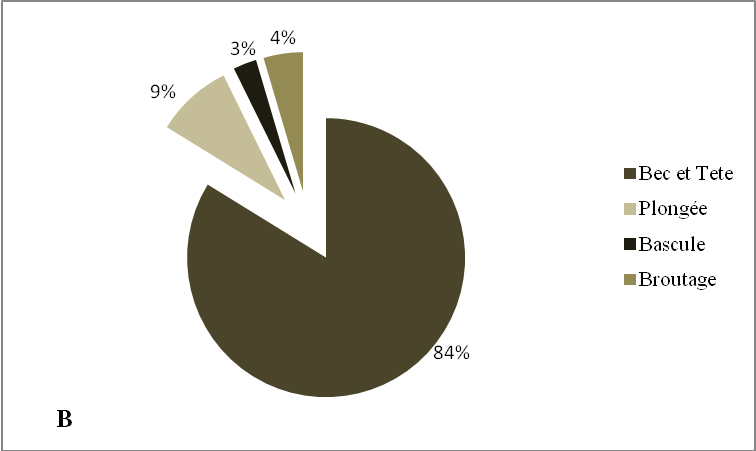 4%
3%
9%
84%
Bec et Tete
Plongée
Bascule
Broutage
B